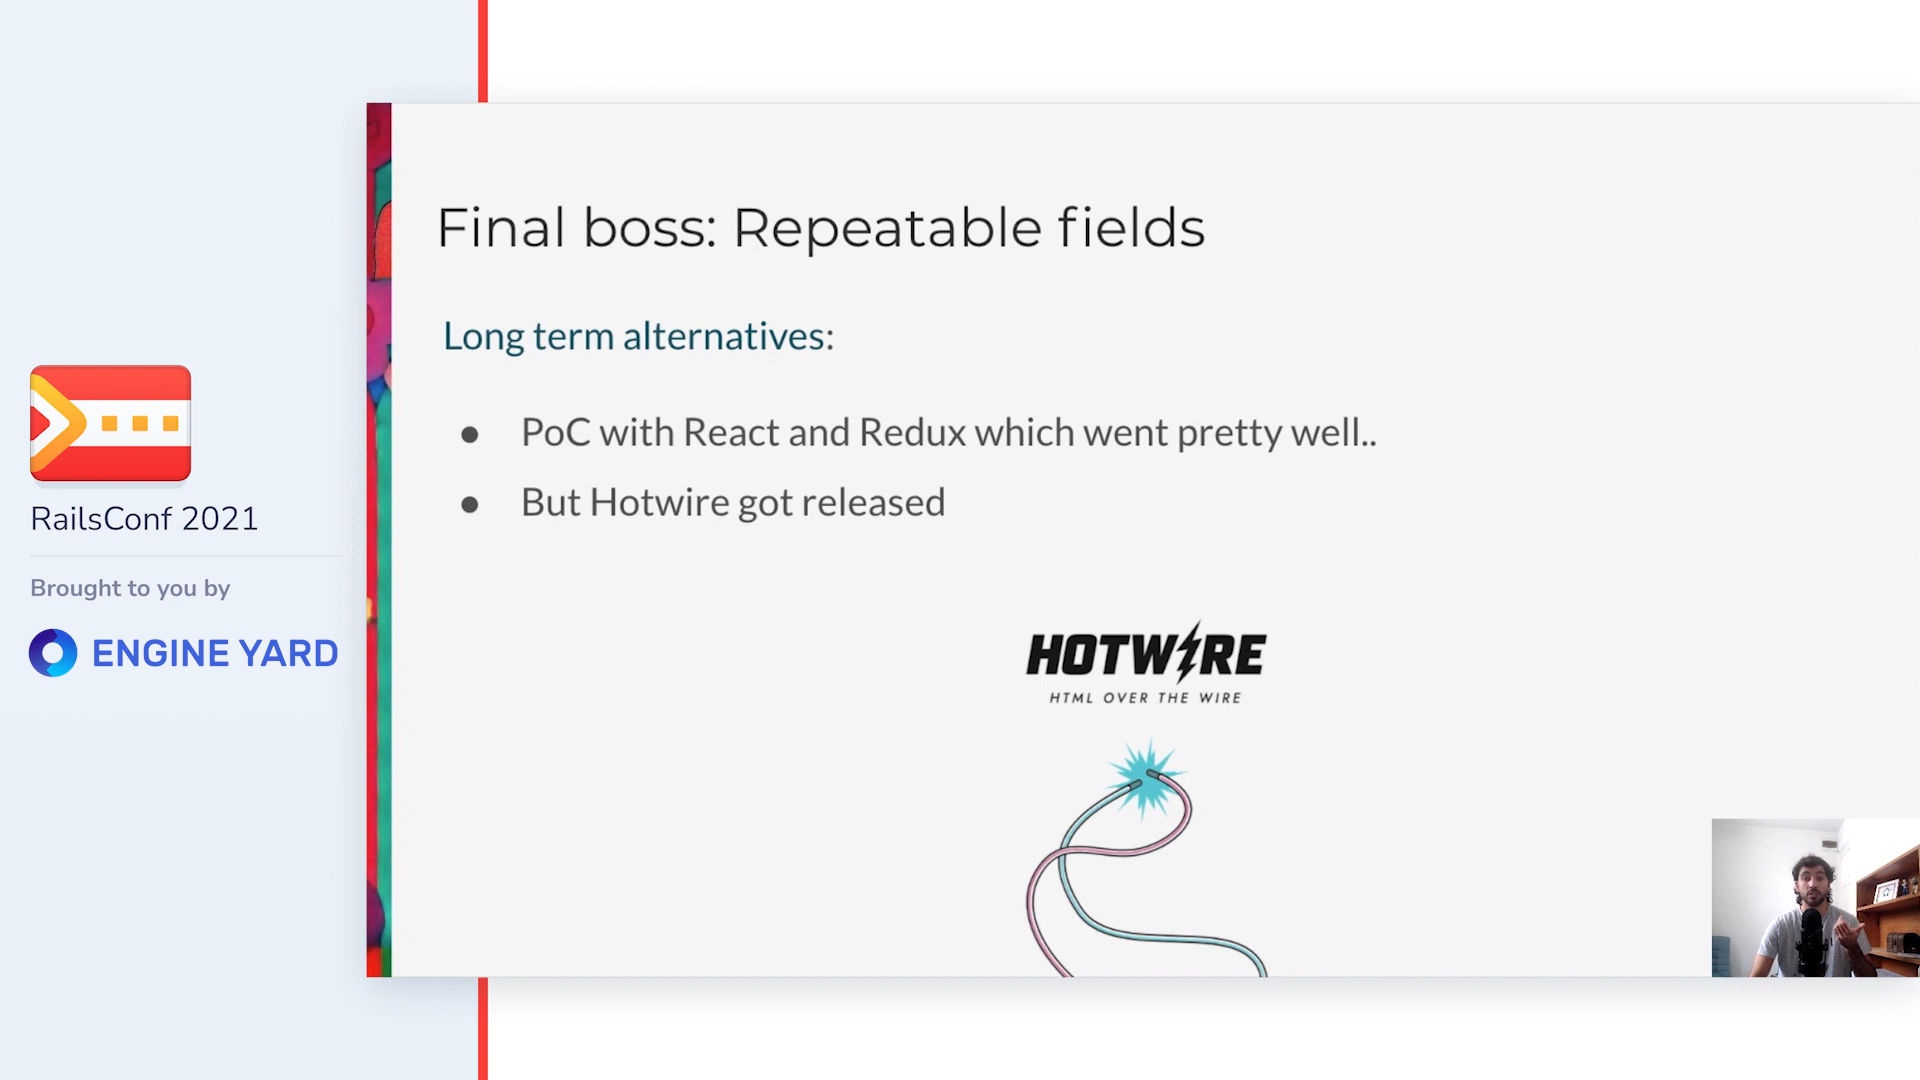 Final boss: Repeatable fields
Long term alternatives:
● PoC with React and Redux which went pretty well..
● But Hotwire got released
HOTWIRE
HTML OVER THE WIRE
RailsConf 2021
Brought to you by
ENGINE YARD